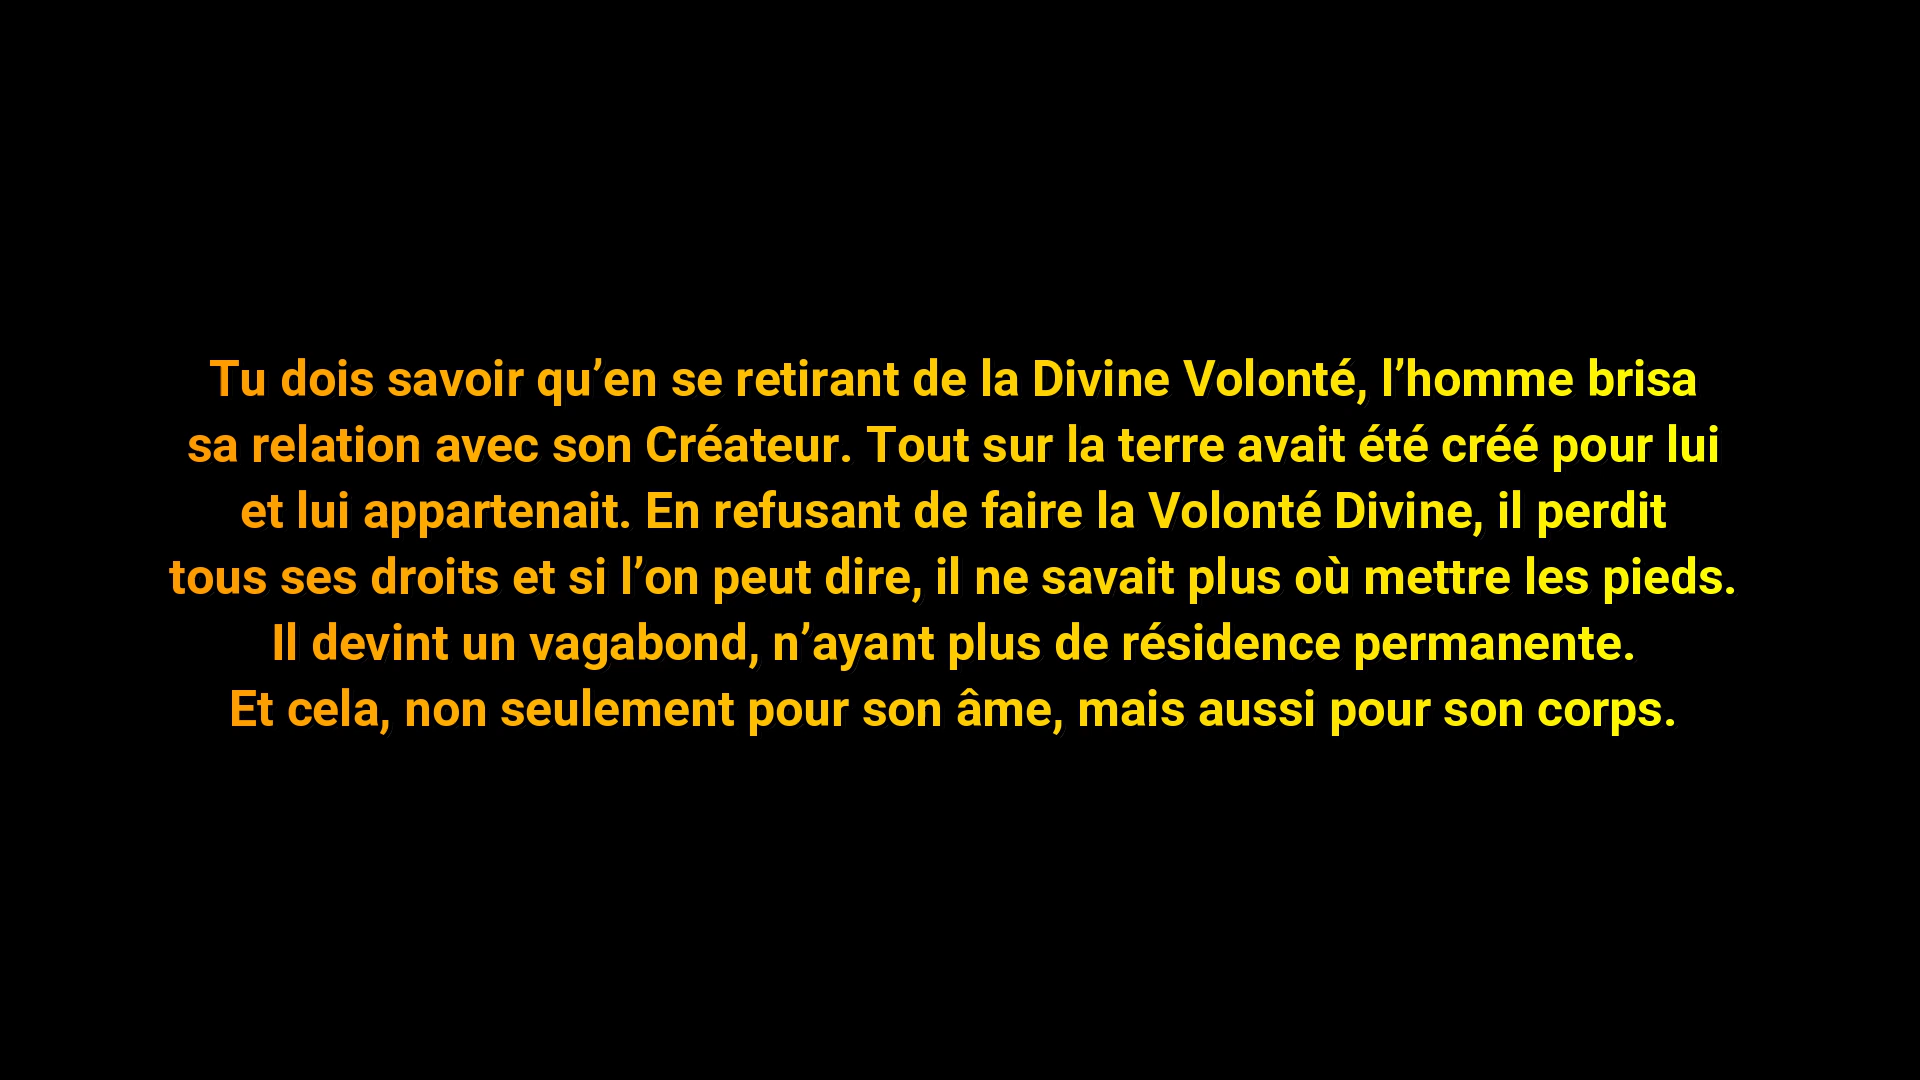 Tu dois savoir qu’en se retirant de la Divine Volonté, l’homme brisa
sa relation avec son Créateur. Tout sur la terre avait été créé pour lui
et lui appartenait. En refusant de faire la Volonté Divine, il perdit
tous ses droits et si l’on peut dire, il ne savait plus où mettre les pieds.
Il devint un vagabond, n’ayant plus de résidence permanente.
Et cela, non seulement pour son âme, mais aussi pour son corps.